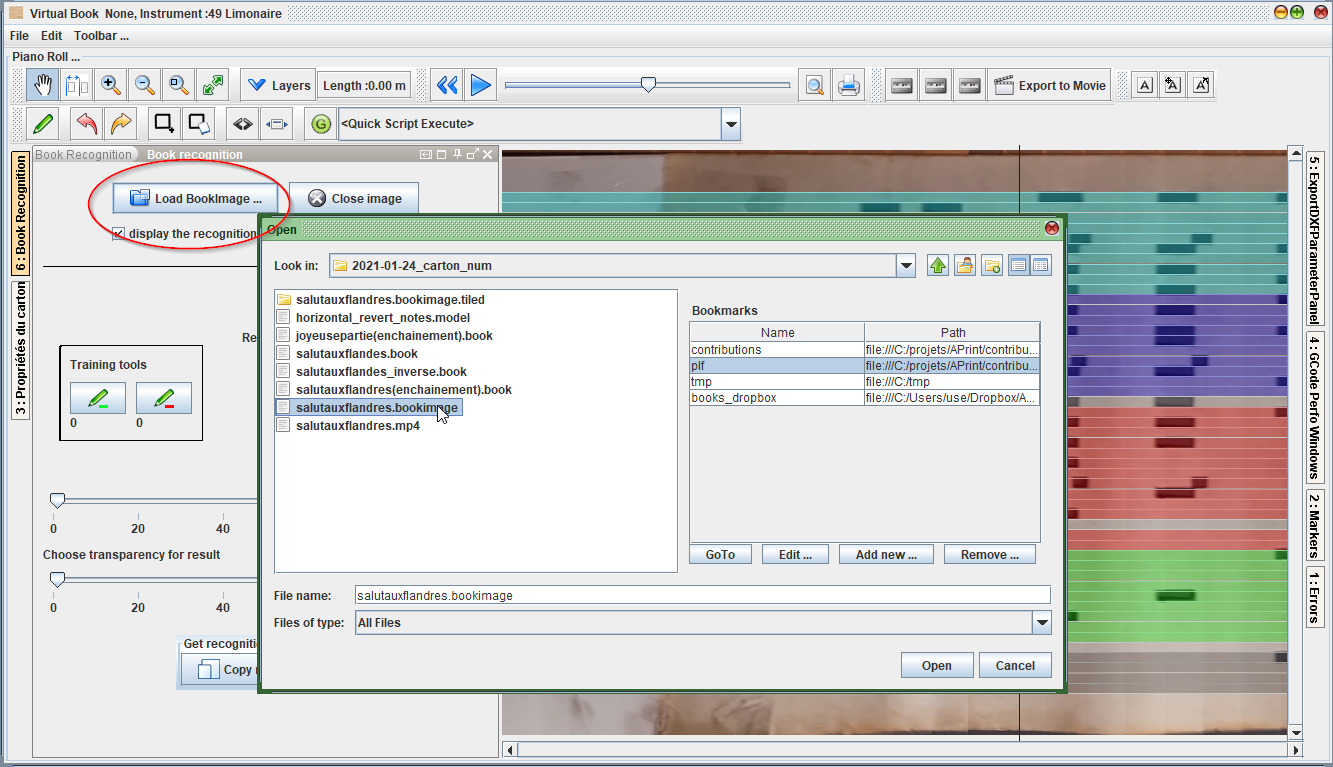 Virtual Book None, Instrument :49 Limonaire
File Edit Toolbar ...
Piano Roll ...
Layers
Length :0.00 m
Export to Movie
A
A
A
G
<Quick Script Execute>
6 : Book Recognition
3 : Propriétés du carton
Book Recognition
Book recognition
Load BookImage ...
Close image
display the recognition
Training tools
0
0
0
20
40
Choose transparency for result
0
20
40
Get
Copy
Open
Look in:
2021-01-24_carton_num
salutauxflandres.bookimage.tiled
horizontal_revert_notes.model
joyeusepartie(enchainement).book
salutauxflandes.book
salutauxflandes_inverse.book
salutauxflandres(enchainement).book
salutauxflandres.bookimage
salutauxflandres.mp4
Bookmarks
Name Path
contributions file:///C:/projets/APrint/contribu...
plf file:///C:/projets/APrint/contribu...
tmp file:///C:/tmp
books_dropbox file:///C:/Users/use/Dropbox/A...
GoTo
Edit ...
Add new ...
Remove ...
File name:
salutauxflandres.bookimage
Files of type:
All Files
Open
Cancel
5 : ExportDXFParameterPanel
4 : GCode Perfo Windows
2 : Markers
1 : Errors